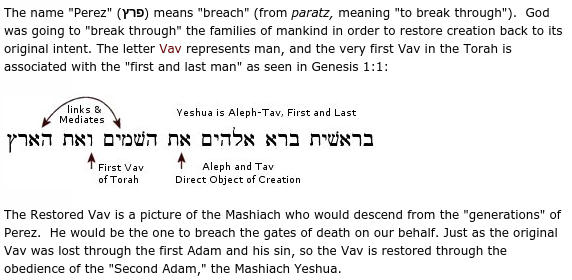 The name "Perez" (פרץ) means "breach" (from paratz, meaning "to break through"). God
was going to "break through" the families of mankind in order to restore creation back to its
original intent. The letter Vav represents man, and the very first Vav in the Torah is
associated with the "first and last man" as seen in Genesis 1:1:
links &
Mediates
Yeshua is Aleph-Tav, First and Last
בראשית ברא אלהים את השמים ואת הארץ
First Vav
of Torah
Aleph and Tav
Direct Object of Creation
The Restored Vav is a picture of the Mashiach who would descend from the "generations" of
Perez. He would be the one to breach the gates of death on our behalf. Just as the original
Vav was lost through the first Adam and his sin, so the Vav is restored through the
obedience of the "Second Adam," the Mashiach Yeshua.